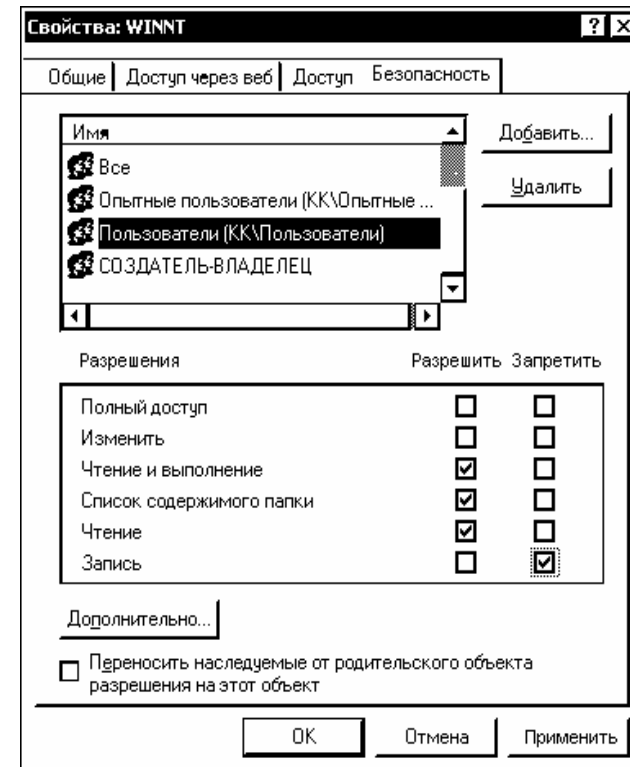 Свойства: WINNT
Общие Доступ через веб Доступ Безопасность
Имя
Добавить...
Все
Удалить
Опытные пользователи (КК\Опытные ...
Пользователи (КК\Пользователи)
СОЗДАТЕЛЬ-ВЛАДЕЛЕЦ
Разрешения Разрешить Запретить
Полный доступ
Изменить
Чтение и выполнение
Список содержимого папки
Чтение
Запись
Дополнительно...
Переносить наследуемые от родительского объекта
разрешения на этот объект
OK Отмена Применить